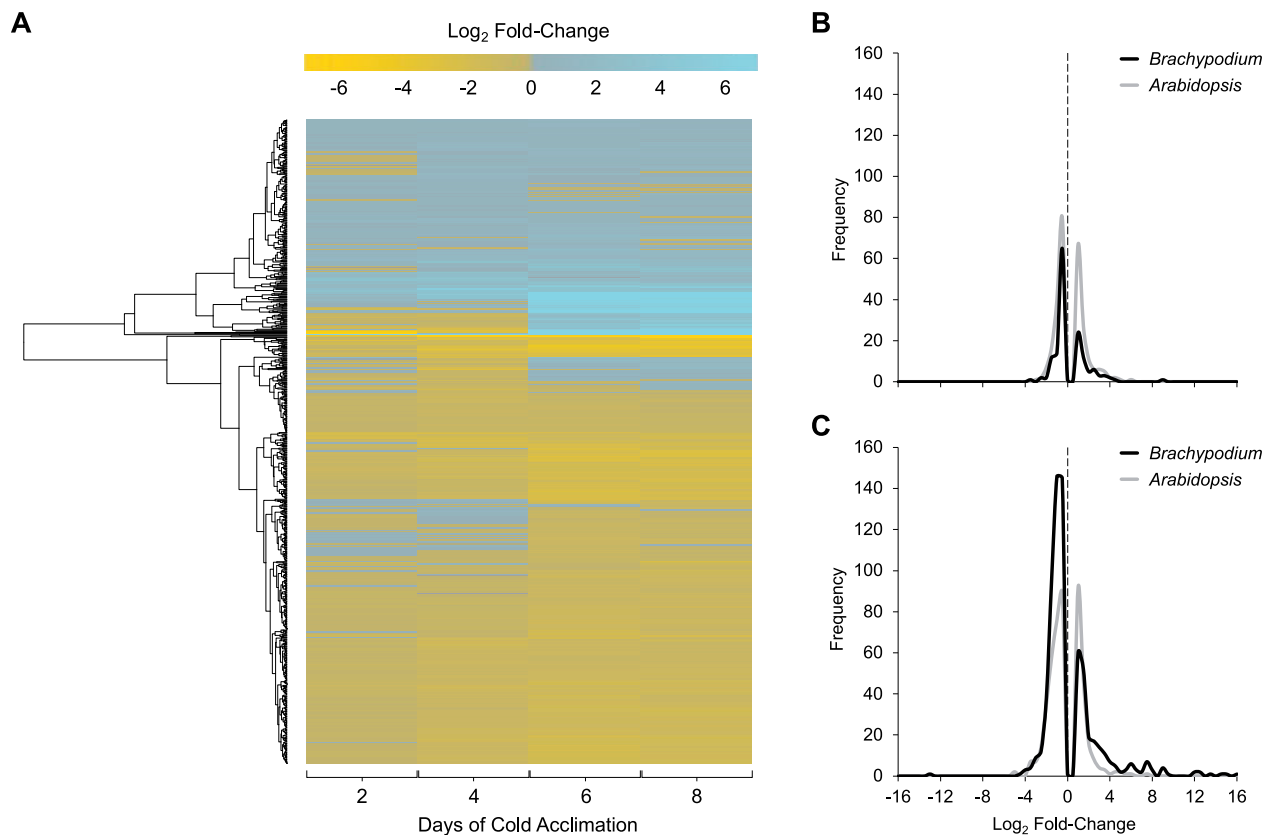 A
Log2 Fold-Change
-6 -4 -2 0 2 4 6
2 4 6 8
Days of Cold Acclimation
B
160
140
120
100
80
60
40
20
0
Frequency
Brachypodium
Arabidopsis
C
160
140
120
100
80
60
40
20
0
Frequency
Brachypodium
Arabidopsis
-16 -12 -8 -4 0 4 8 12 16
Log2 Fold-Change